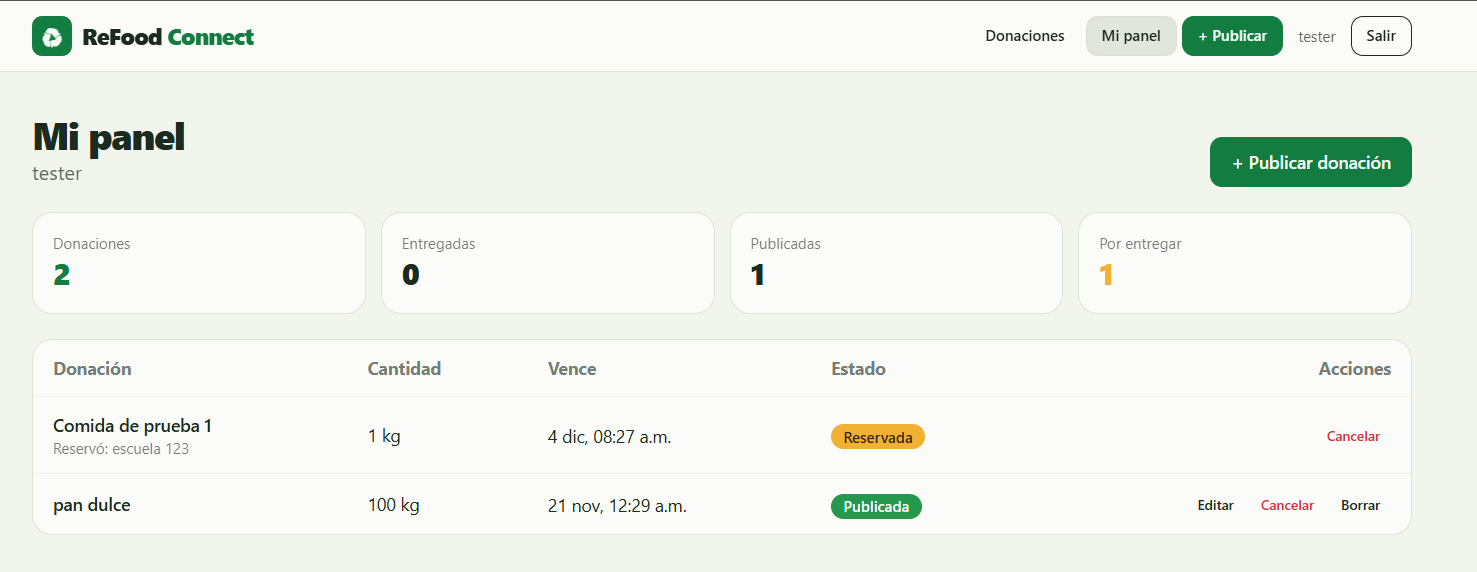 ReFood Connect
Donaciones Mi panel + Publicar tester Salir
Mi panel
tester
+ Publicar donación
Donaciones
2
Entregadas
0
Publicadas
1
Por entregar
1
Donación Cantidad Vence Estado Acciones
Comida de prueba 1 1 kg 4 dic, 08:27 a.m. Reservada Cancelar
Reservó: escuela 123
pan dulce 100 kg 21 nov, 12:29 a.m. Publicada Editar Cancelar Borrar